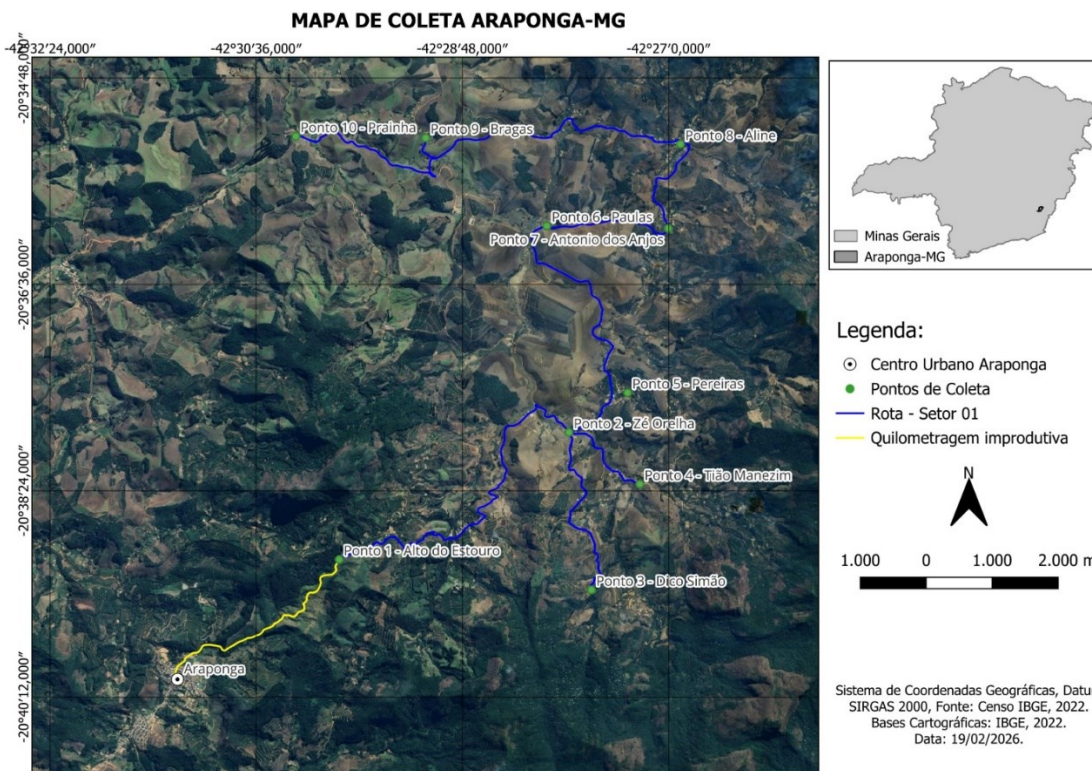 MAPA DE COLETA ARAPONGA-MG
-42°32′24,000″ -42°30′36,000″ -42°28′48,000″ -42°27′0,000″
-20°34′48,000″
-20°36′36,000″
-20°38′24,000″
-20°40′12,000″
Ponto 10 - Prainha
Ponto 9 - Bragas
Ponto 8 - Aline
Ponto 6 - Paulas
Ponto 7 - Antonio dos Anjos
Ponto 5 - Pereiras
Ponto 2 - Zé Orelha
Ponto 4 - Tião Manezim
Ponto 1 - Alto do Estouro
Ponto 3 - Dico Simão
Araponga
Minas Gerais
Araponga-MG
Legenda:
Centro Urbano Araponga
Pontos de Coleta
Rota - Setor 01
Quilometragem improdutiva
N
1.000 0 1.000 2.000 m
Sistema de Coordenadas Geográficas, Datu
SIRGAS 2000, Fonte: Censo IBGE, 2022.
Bases Cartográficas: IBGE, 2022.
Data: 19/02/2026.